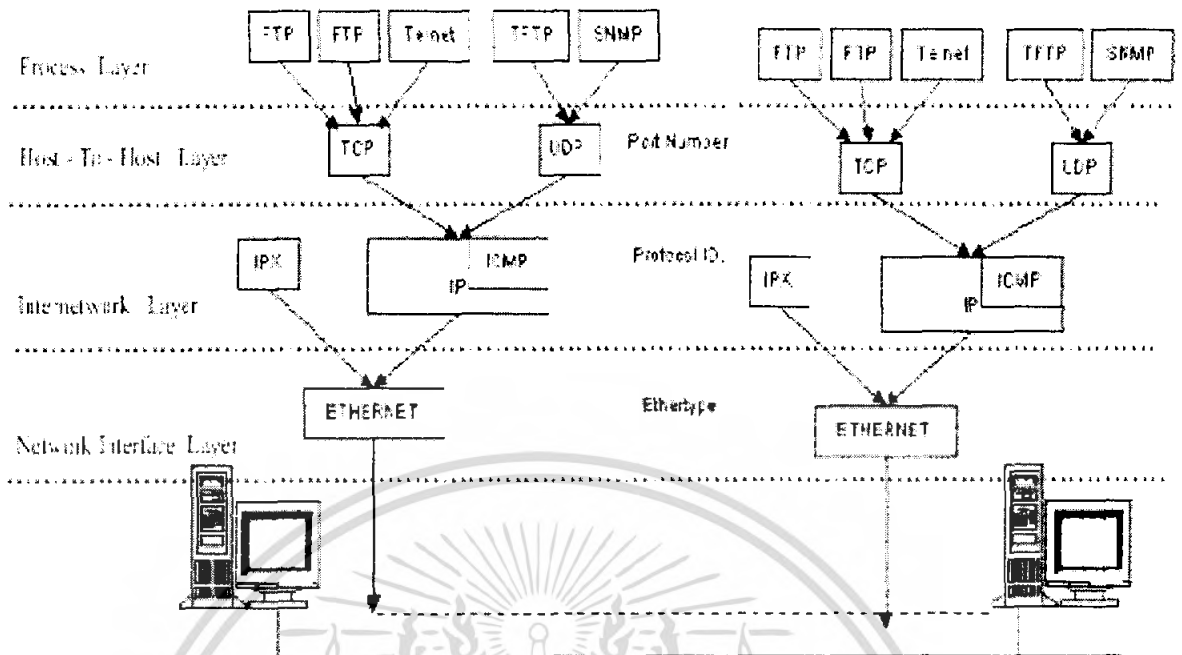 FTP FTP Telnet TFTP SNMP
FTP FTP Telnet TFTP SNMP
Process Layer
Host - To - Host Layer
TCP UDP Port Number TCP UDP
IPX IP ICMP Protocol ID. IPX IP ICMP
Internetwork Layer
ETHERNET Ethertype ETHERNET
Network Interface Layer